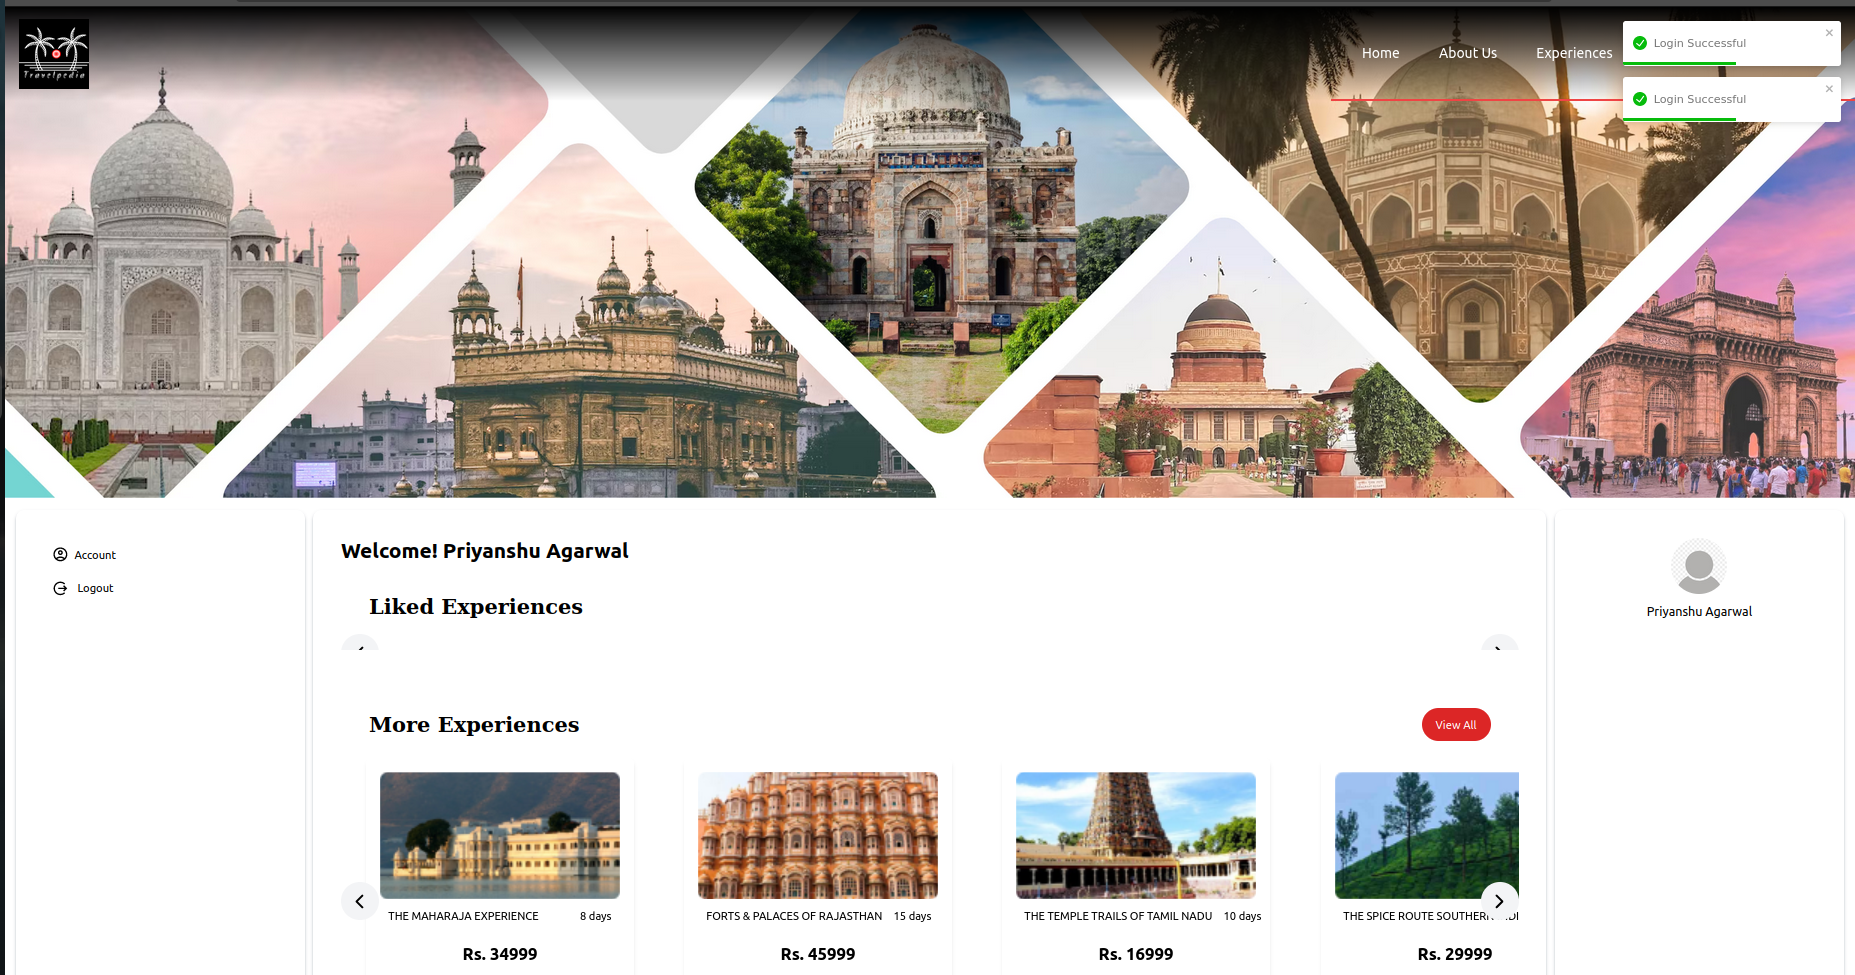 Travelpedia
Home
About Us
Experiences
Login Successful
Login Successful
Account
Logout
Welcome! Priyanshu Agarwal
Liked Experiences
Priyanshu Agarwal
More Experiences
View All
THE MAHARAJA EXPERIENCE 8 days
Rs. 34999
FORTS & PALACES OF RAJASTHAN 15 days
Rs. 45999
THE TEMPLE TRAILS OF TAMIL NADU 10 days
Rs. 16999
THE SPICE ROUTE SOUTHERN
Rs. 29999